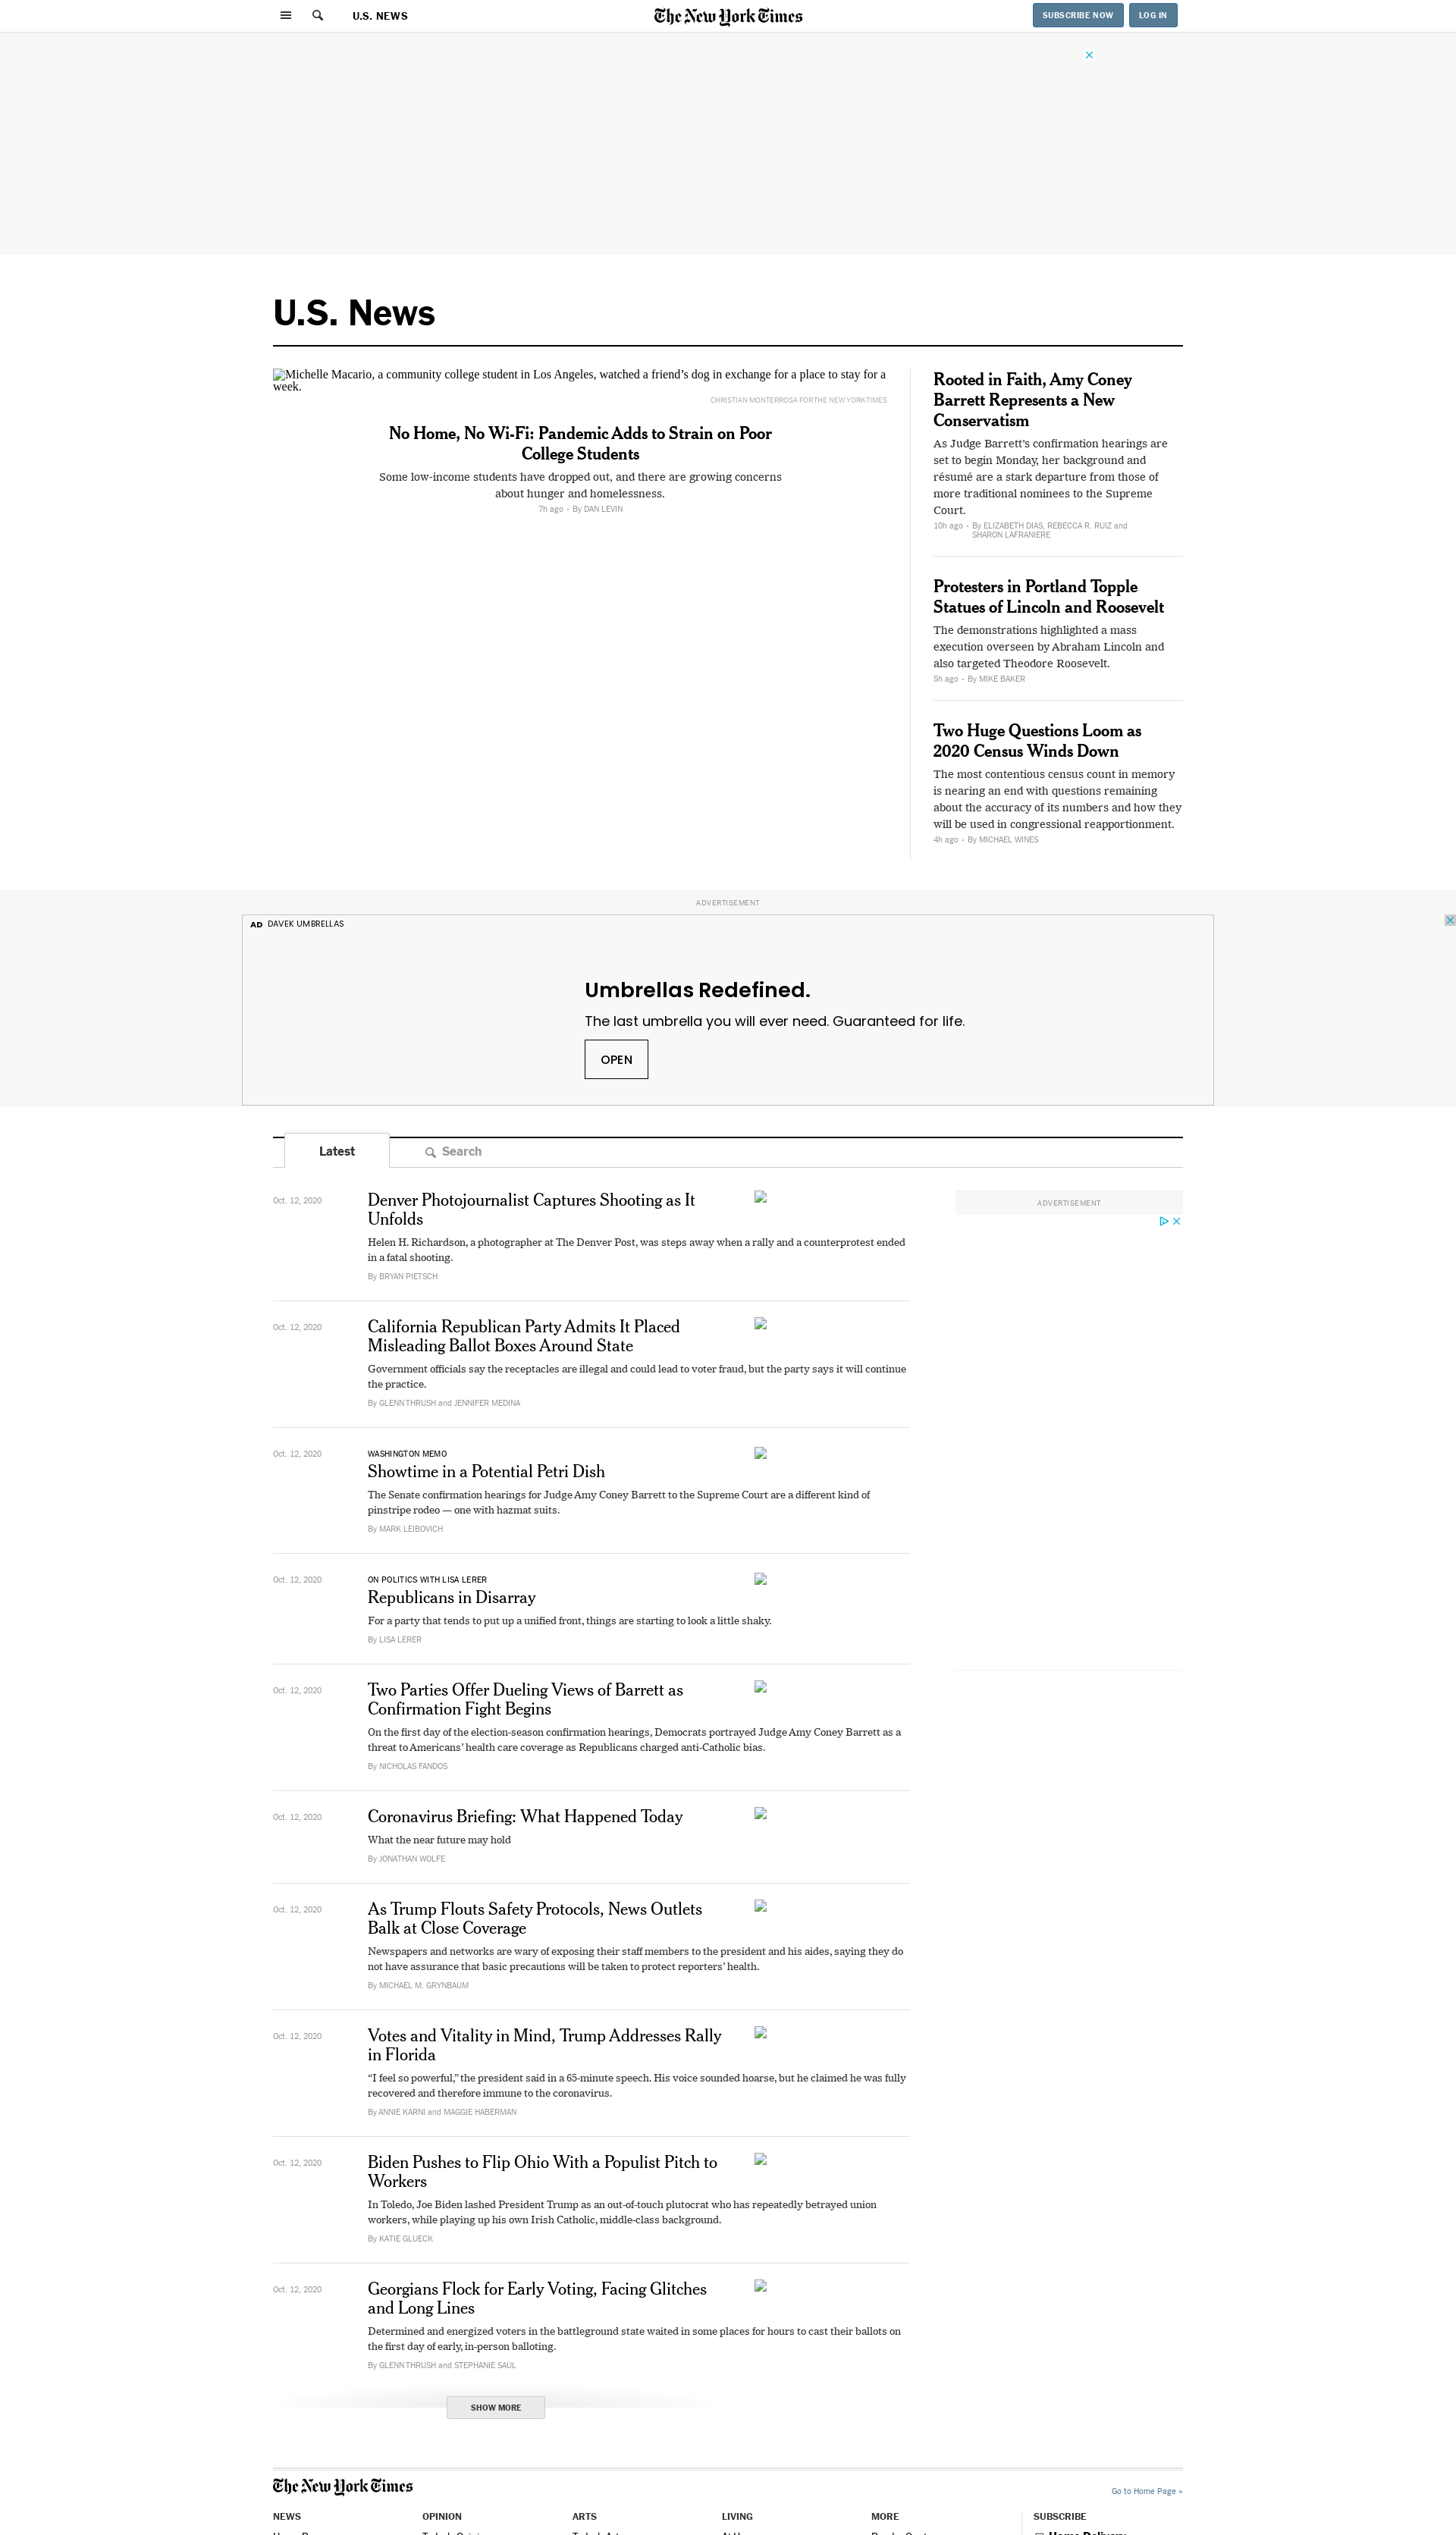 U.S. NEWS
The New York Times
SUBSCRIBE NOW
LOG IN
U.S. News
Michelle Macario, a community college student in Los Angeles, watched a friend’s dog in exchange for a place to stay for a
week.
CHRISTIAN MONTERROSA FOR THE NEW YORK TIMES
No Home, No Wi-Fi: Pandemic Adds to Strain on Poor
College Students
Some low-income students have dropped out, and there are growing concerns
about hunger and homelessness.
7h ago • By DAN LEVIN
Rooted in Faith, Amy Coney
Barrett Represents a New
Conservatism
As Judge Barrett’s confirmation hearings are
set to begin Monday, her background and
résumé are a stark departure from those of
more traditional nominees to the Supreme
Court.
10h ago • By ELIZABETH DIAS, REBECCA R. RUIZ and
SHARON LAFRANIERE
Protesters in Portland Topple
Statues of Lincoln and Roosevelt
The demonstrations highlighted a mass
execution overseen by Abraham Lincoln and
also targeted Theodore Roosevelt.
5h ago • By MIKE BAKER
Two Huge Questions Loom as
2020 Census Winds Down
The most contentious census count in memory
is nearing an end with questions remaining
about the accuracy of its numbers and how they
will be used in congressional reapportionment.
4h ago • By MICHAEL WINES
ADVERTISEMENT
AD DAVEK UMBRELLAS
Umbrellas Redefined.
The last umbrella you will ever need. Guaranteed for life.
OPEN
Latest
Search
ADVERTISEMENT
Oct. 12, 2020
Denver Photojournalist Captures Shooting as It
Unfolds
Helen H. Richardson, a photographer at The Denver Post, was steps away when a rally and a counterprotest ended
in a fatal shooting.
By BRYAN PIETSCH
Oct. 12, 2020
California Republican Party Admits It Placed
Misleading Ballot Boxes Around State
Government officials say the receptacles are illegal and could lead to voter fraud, but the party says it will continue
the practice.
By GLENN THRUSH and JENNIFER MEDINA
Oct. 12, 2020
WASHINGTON MEMO
Showtime in a Potential Petri Dish
The Senate confirmation hearings for Judge Amy Coney Barrett to the Supreme Court are a different kind of
pinstripe rodeo — one with hazmat suits.
By MARK LEIBOVICH
Oct. 12, 2020
ON POLITICS WITH LISA LERER
Republicans in Disarray
For a party that tends to put up a unified front, things are starting to look a little shaky.
By LISA LERER
Oct. 12, 2020
Two Parties Offer Dueling Views of Barrett as
Confirmation Fight Begins
On the first day of the election-season confirmation hearings, Democrats portrayed Judge Amy Coney Barrett as a
threat to Americans’ health care coverage as Republicans charged anti-Catholic bias.
By NICHOLAS FANDOS
Oct. 12, 2020
Coronavirus Briefing: What Happened Today
What the near future may hold
By JONATHAN WOLFE
Oct. 12, 2020
As Trump Flouts Safety Protocols, News Outlets
Balk at Close Coverage
Newspapers and networks are wary of exposing their staff members to the president and his aides, saying they do
not have assurance that basic precautions will be taken to protect reporters’ health.
By MICHAEL M. GRYNBAUM
Oct. 12, 2020
Votes and Vitality in Mind, Trump Addresses Rally
in Florida
“I feel so powerful,” the president said in a 65-minute speech. His voice sounded hoarse, but he claimed he was fully
recovered and therefore immune to the coronavirus.
By ANNIE KARNI and MAGGIE HABERMAN
Oct. 12, 2020
Biden Pushes to Flip Ohio With a Populist Pitch to
Workers
In Toledo, Joe Biden lashed President Trump as an out-of-touch plutocrat who has repeatedly betrayed union
workers, while playing up his own Irish Catholic, middle-class background.
By KATIE GLUECK
Oct. 12, 2020
Georgians Flock for Early Voting, Facing Glitches
and Long Lines
Determined and energized voters in the battleground state waited in some places for hours to cast their ballots on
the first day of early, in-person balloting.
By GLENN THRUSH and STEPHANIE SAUL
SHOW MORE
The New York Times
Go to Home Page »
NEWS
OPINION
ARTS
LIVING
MORE
SUBSCRIBE
Home Delivery